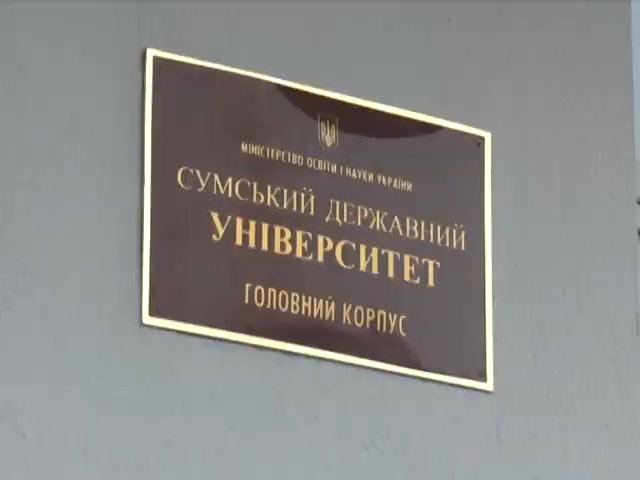 МІНІСТЕРСТВО ОСВІТИ І НАУКИ УКРАЇНИ
СУМСЬКИЙ ДЕРЖАВНИЙ
УНІВЕРСИТЕТ
ГОЛОВНИЙ КОРПУС